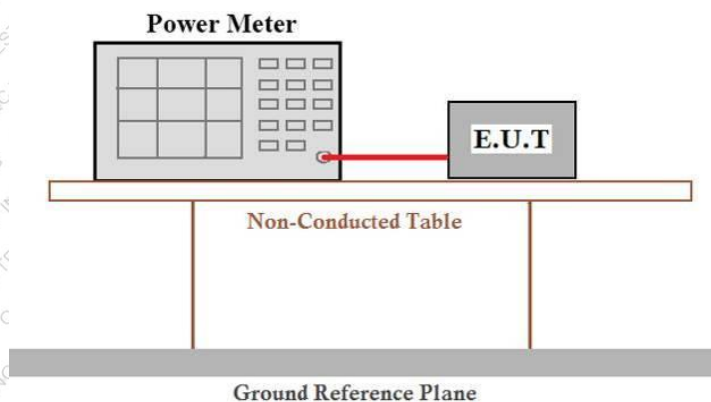 Power Meter
E.U.T
Non-Conducted Table
Ground Reference Plane